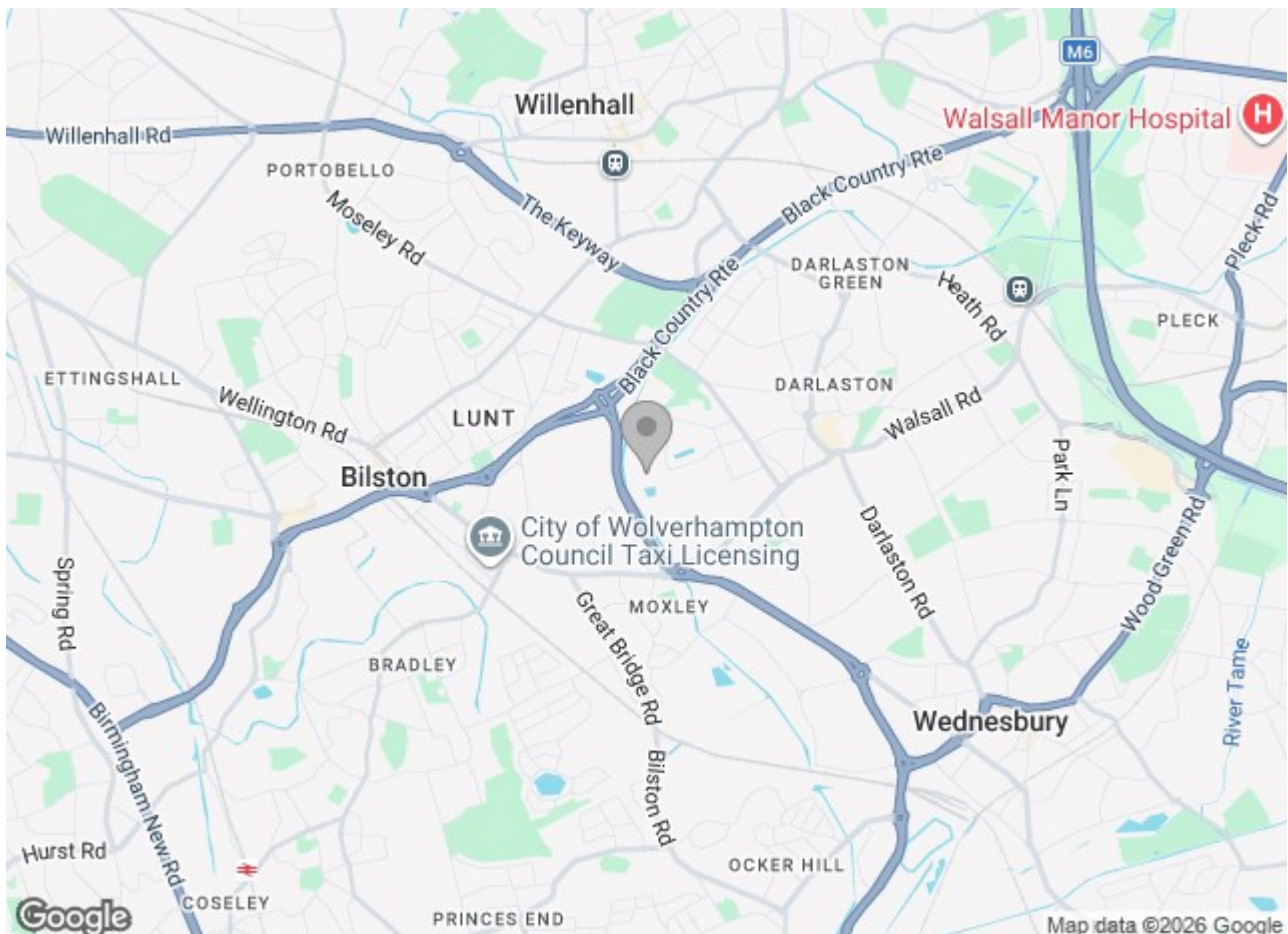 M6
Willenhall
Walsall Manor Hospital
H
Willenhall Rd
PORTOBELLO
Black Country Rte
Moseley Rd
The Keyway
Pleck Rd
DARLASTON
GREEN
Heath Rd
Black Country Rte
PLECK
ETTINGSHALL
DARLASTON
Wellington Rd
LUNT
Walsall Rd
Bilston
Park Ln
City of Wolverhampton
Council Taxi Licensing
Darlaston Rd
Wood Green Rd
Spring Rd
MOXLEY
Great Bridge Rd
BRADLEY
River Tame
Wednesbury
Birmingham New Rd
Bilston Rd
Hurst Rd
OCKER HILL
COSELEY
PRINCES END
Google
Map data ©2026 Google